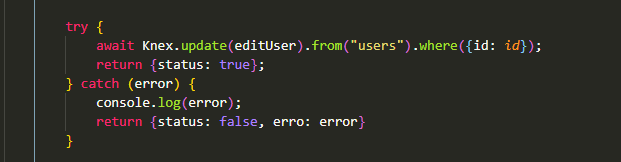 try {
await Knex.update(editUser).from("users").where({id: id});
return {status: true};
} catch (error) {
console.log(error);
return {status: false, erro: error}
}